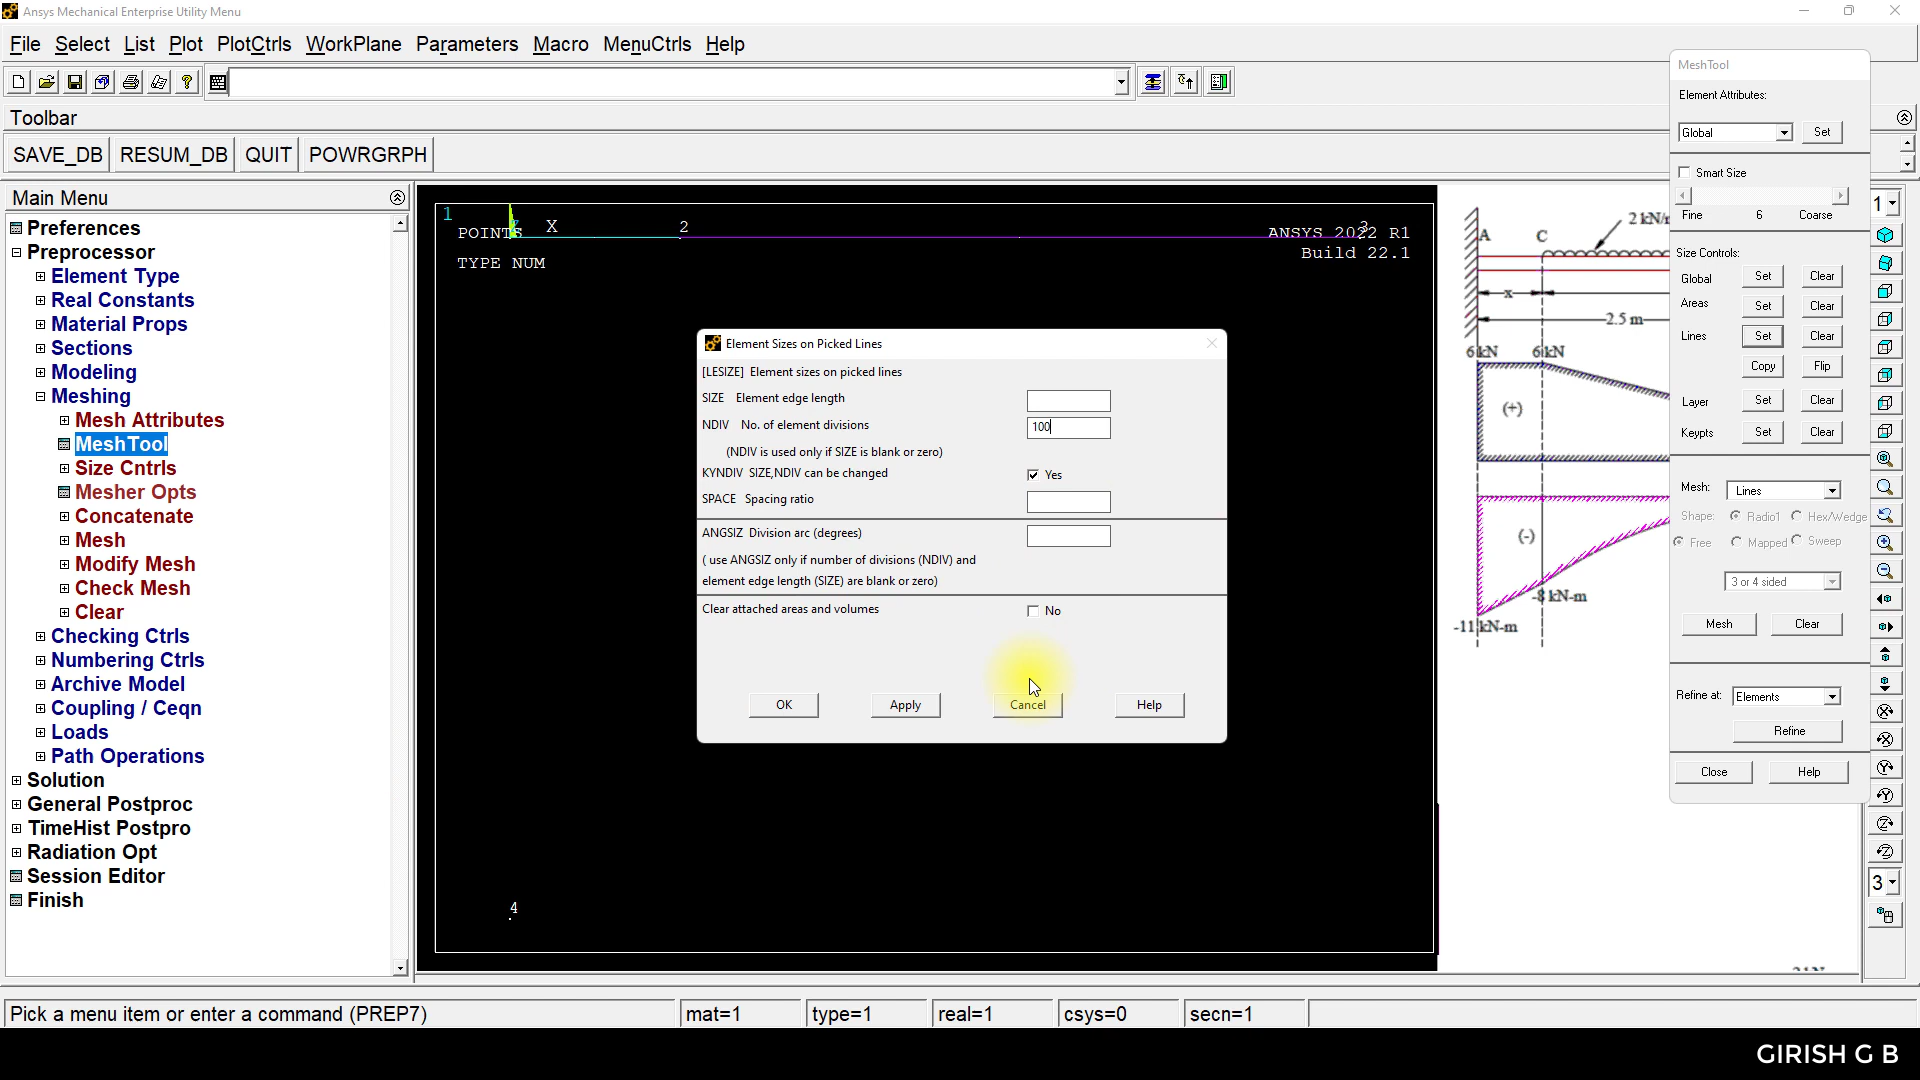 Ansys Mechanical Enterprise Utility Menu
File Select List Plot PlotCtrls WorkPlane Parameters Macro MenuCtrls Help
Toolbar
SAVE_DB RESUM_DB QUIT POWRGRPH
Main Menu
Preferences
Preprocessor
Element Type
Real Constants
Material Props
Sections
Modeling
Meshing
Mesh Attributes
MeshTool
Size Cntrls
Mesher Opts
Concatenate
Mesh
Modify Mesh
Check Mesh
Clear
Checking Ctrls
Numbering Ctrls
Archive Model
Coupling / Ceqn
Loads
Path Operations
Solution
General Postproc
TimeHist Postpro
Radiation Opt
Session Editor
Finish
1
POINTS X 2 3
TYPE NUM
ANSYS 2022 R1
Build 22.1
4
Element Sizes on Picked Lines
[LESIZE] Element sizes on picked lines
SIZE Element edge length
NDIV No. of element divisions 100
(NDIV is used only if SIZE is blank or zero)
KYNDIV SIZE,NDIV can be changed Yes
SPACE Spacing ratio
ANGSIZ Division arc (degrees)
( use ANGSIZ only if number of divisions (NDIV) and
element edge length (SIZE) are blank or zero)
Clear attached areas and volumes No
OK Apply Cancel Help
A C 2 kN/
x
2.5 m
6 kN 6 kN
(+)
(-)
-8 kN-m
-11 kN-m
MeshTool
Element Attributes:
Global Set
Smart Size
Fine 6 Coarse
Size Controls:
Global Set Clear
Areas Set Clear
Lines Set Clear
Copy Flip
Layer Set Clear
Keypts Set Clear
Mesh: Lines
Shape: Radio1 Hex/Wedge
Free Mapped Sweep
3 or 4 sided
Mesh Clear
Refine at: Elements
Refine
Close Help
1
3
Pick a menu item or enter a command (PREP7) mat=1 type=1 real=1 csys=0 secn=1
GIRISH G B